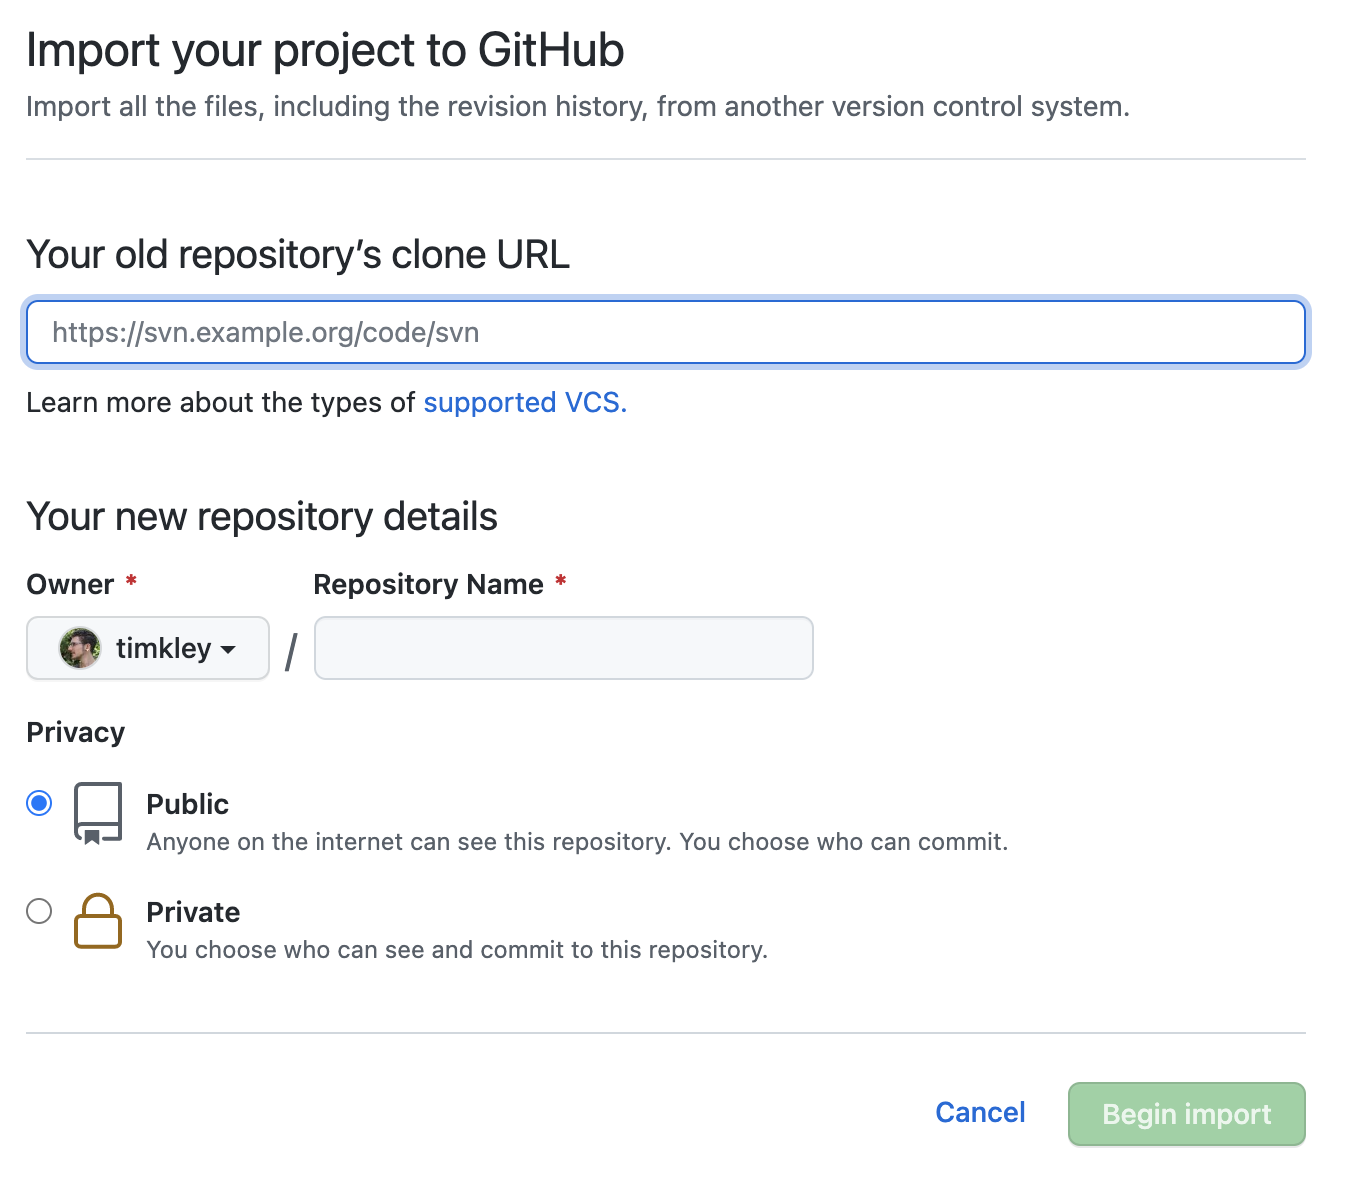 Import your project to GitHub
Import all the files, including the revision history, from another version control system.
Your old repository’s clone URL
https://svn.example.org/code/svn
Learn more about the types of supported VCS.
Your new repository details
Owner *
Repository Name *
timkley /
Privacy
Public
Anyone on the internet can see this repository. You choose who can commit.
Private
You choose who can see and commit to this repository.
Cancel Begin import